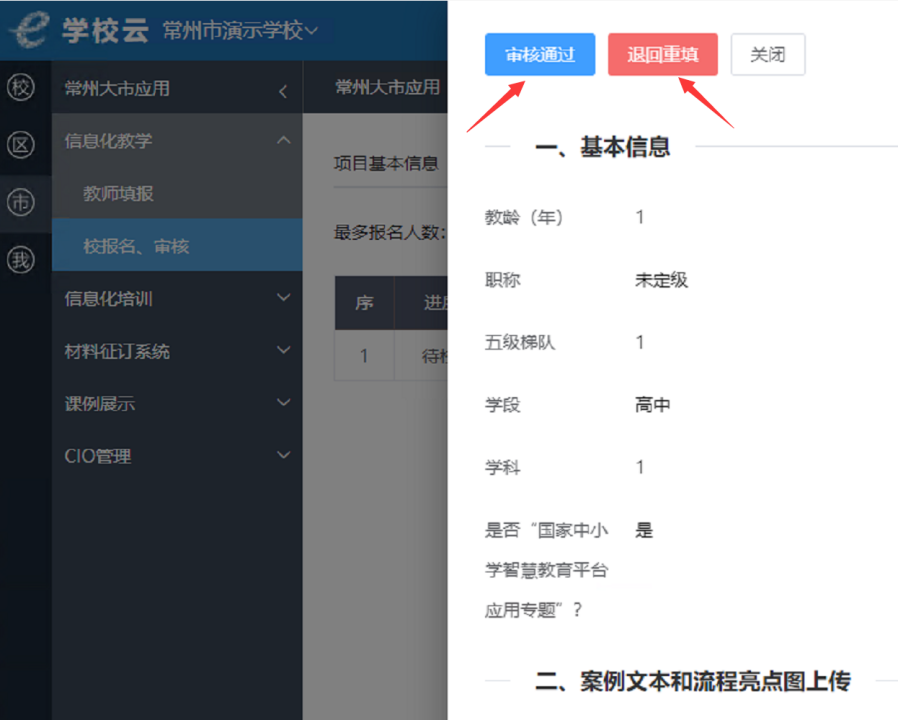 学校云 常州市演示学校
审核通过 退回重填 关闭
校
区
市
我
常州大市应用
信息化教学
教师填报
校报名、审核
信息化培训
材料征订系统
课例展示
CIO管理
常州大市应用
项目基本信息
最多报名人数:
序
1 待
一、基本信息
教龄（年） 1
职称 未定级
五级梯队 1
学段 高中
学科 1
是否“国家中小 是
学智慧教育平台
应用专题”？
二、案例文本和流程亮点图上传